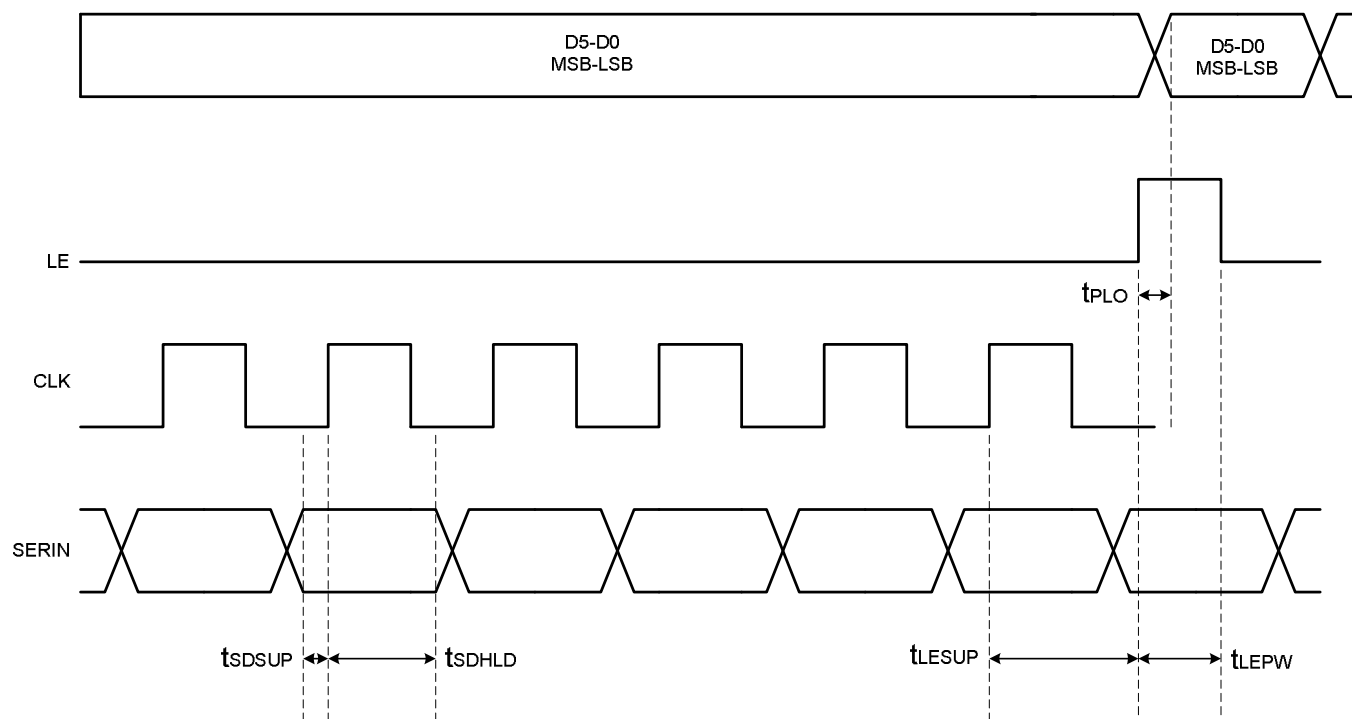 D5-D0
MSB-LSB
D5-D0
MSB-LSB
LE
tPLO
CLK
SERIN
tSDSUP
tSDHLD
tLESUP
tLEPW